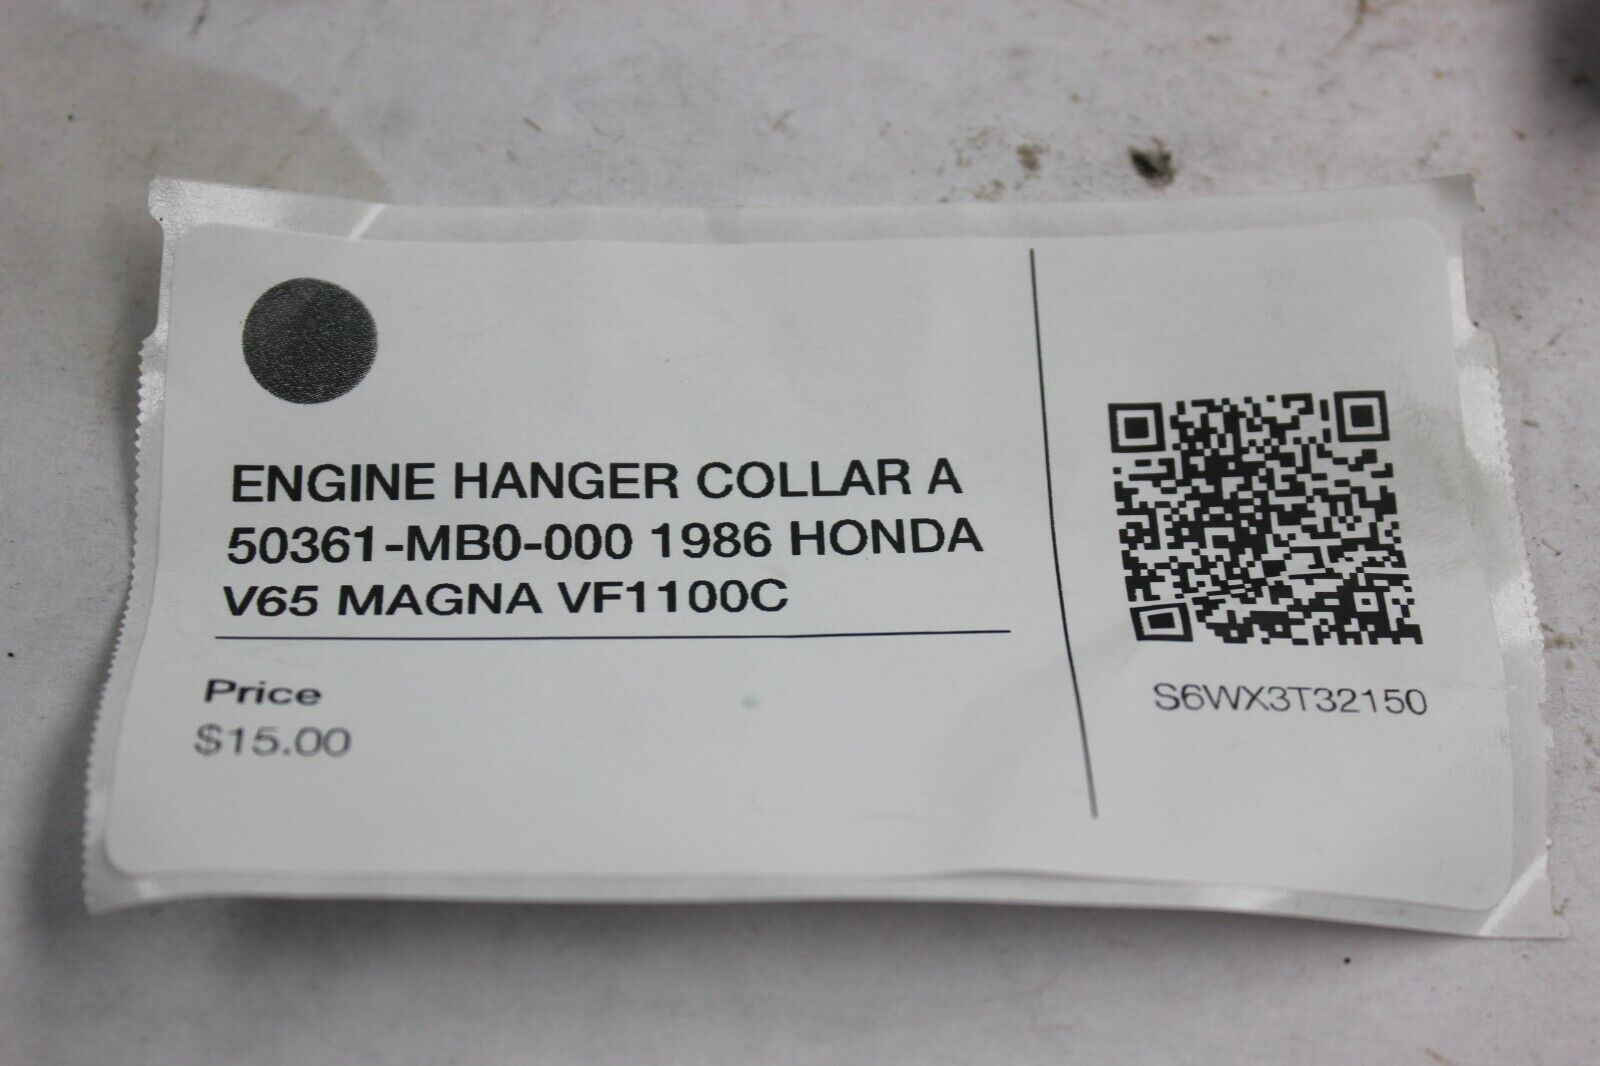 ENGINE HANGER COLLAR A
50361-MB0-000 1986 HONDA
V65 MAGNA VF1100C
Price
$15.00
S6WX3T32150